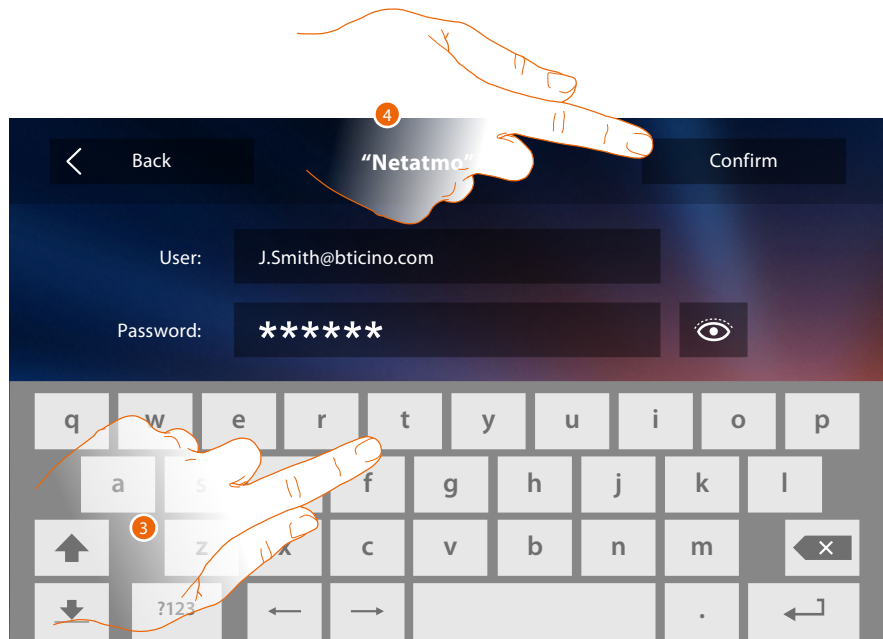 4
Back
“Netatmo”
Confirm
User:
J.Smith@bticino.com
Password:
******
q w e r t y u i o p
a s f g h j k l
3
z x c v b n m
?123 .